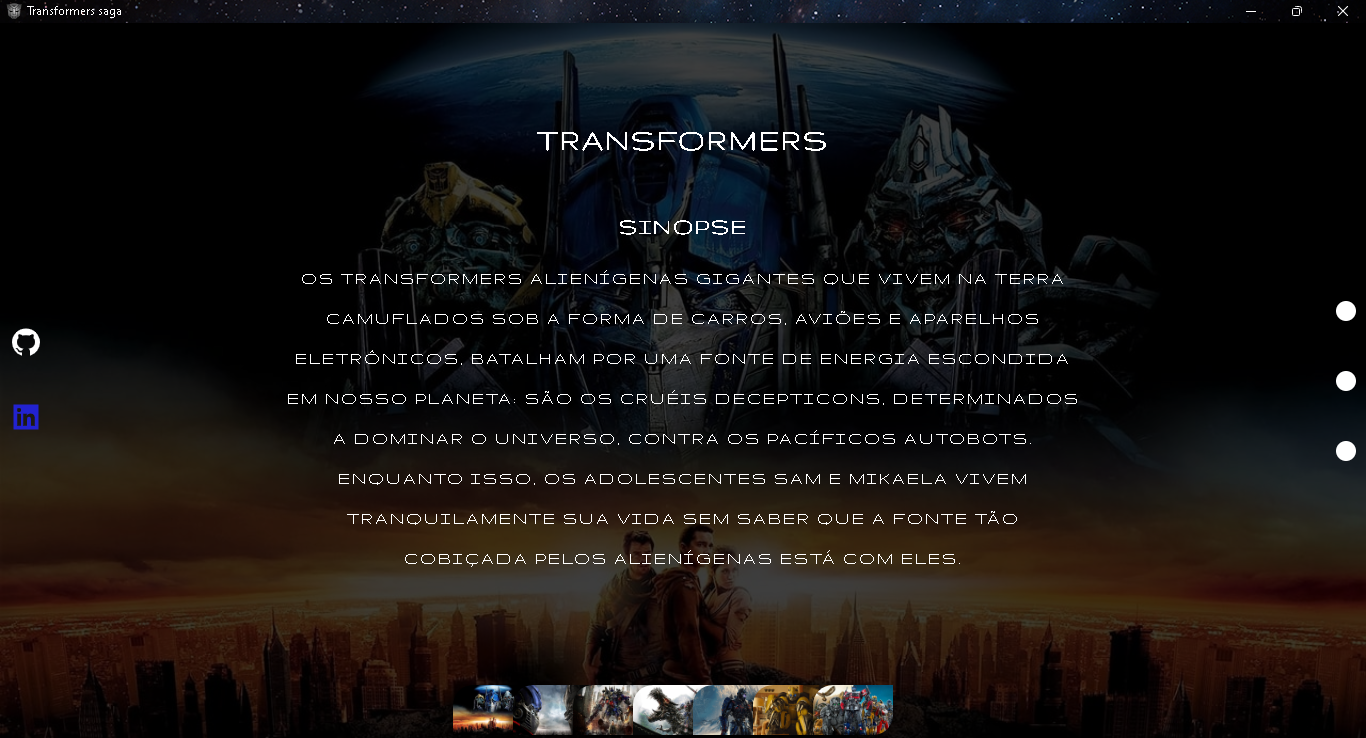 Transformers saga
TRANSFORMERS
SINOPSE
OS TRANSFORMERS ALIENÍGENAS GIGANTES QUE VIVEM NA TERRA
CAMUFLADOS SOB A FORMA DE CARROS, AVIÕES E APARELHOS
ELETRÔNICOS, BATALHAM POR UMA FONTE DE ENERGIA ESCONDIDA
EM NOSSO PLANETA: SÃO OS CRUÉIS DECEPTICONS, DETERMINADOS
A DOMINAR O UNIVERSO, CONTRA OS PACÍFICOS AUTOBOTS.
ENQUANTO ISSO, OS ADOLESCENTES SAM E MIKAELA VIVEM
TRANQUILAMENTE SUA VIDA SEM SABER QUE A FONTE TÃO
COBIÇADA PELOS ALIENÍGENAS ESTÁ COM ELES.
in